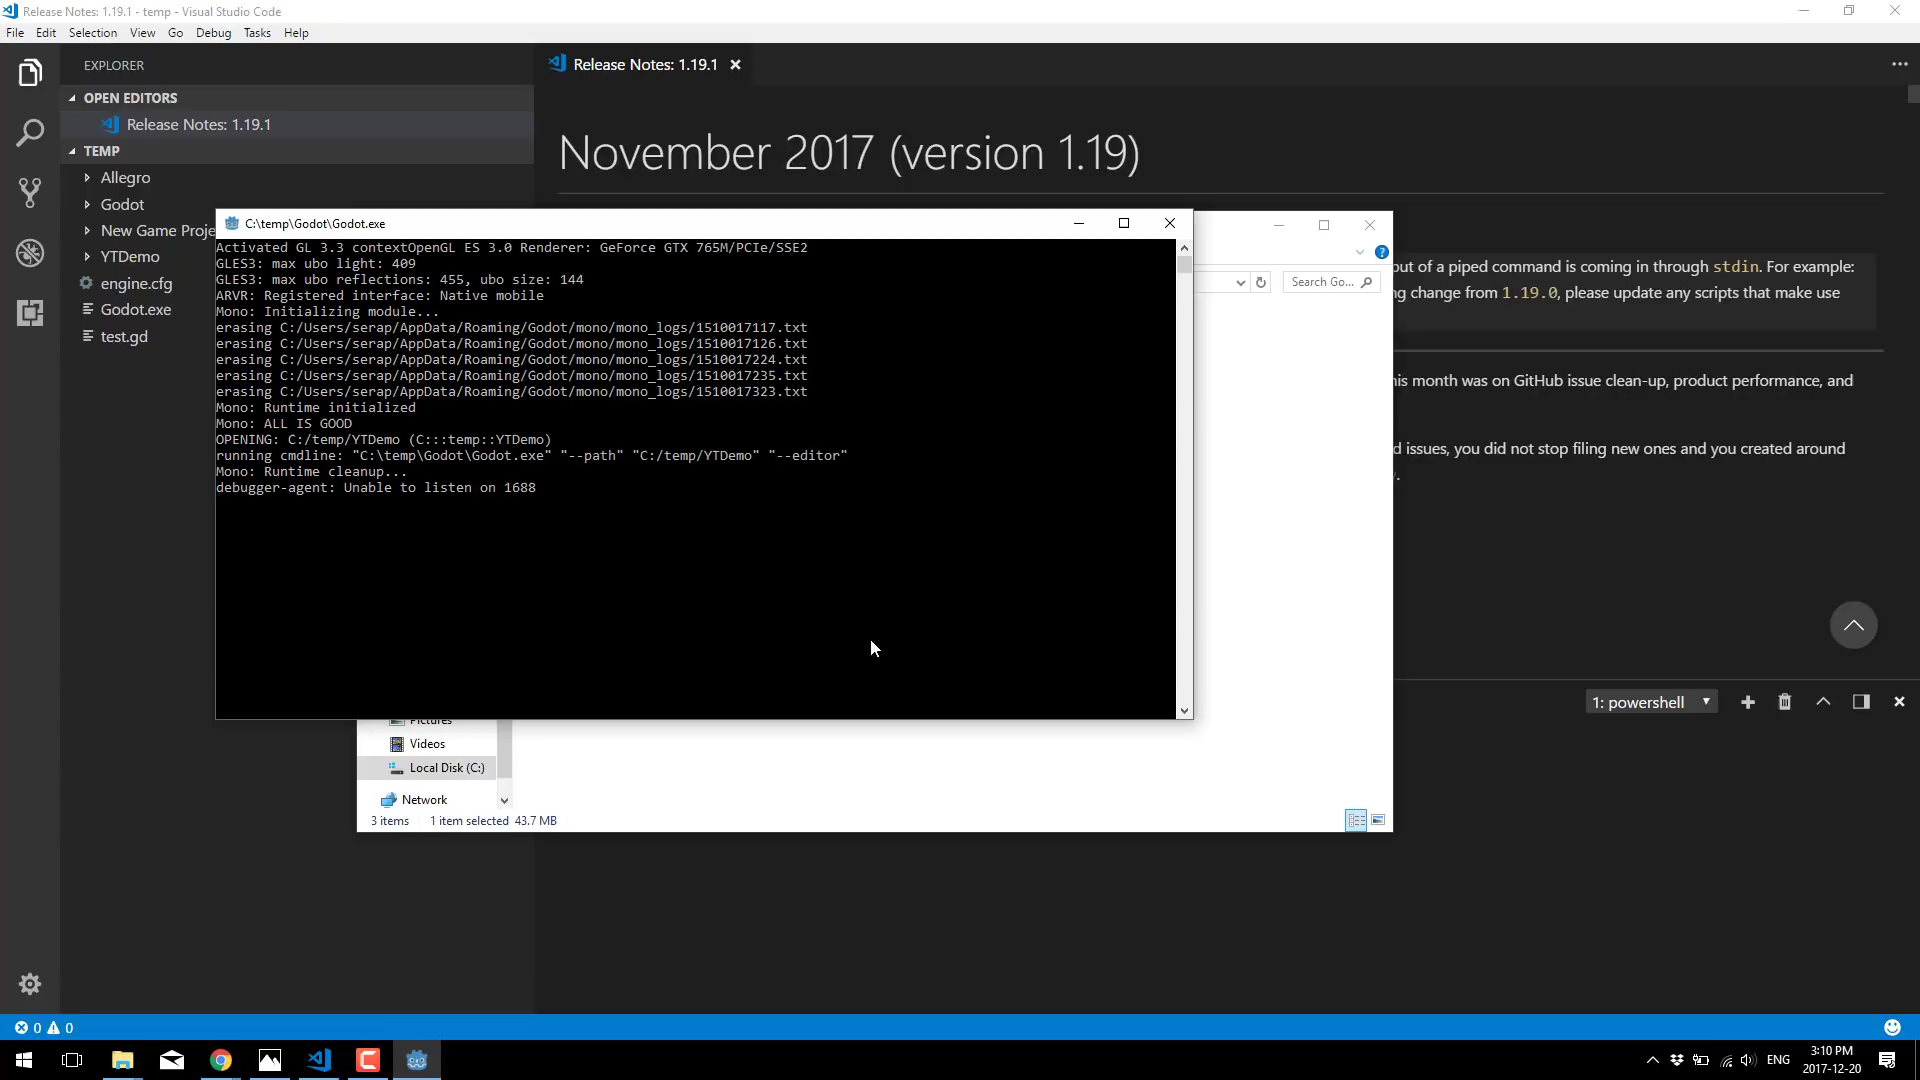 Release Notes: 1.19.1 - temp - Visual Studio Code
File Edit Selection View Go Debug Tasks Help
EXPLORER
OPEN EDITORS
Release Notes: 1.19.1
TEMP
Allegro
Godot
New Game Proje
YTDemo
engine.cfg
Godot.exe
test.gd
Release Notes: 1.19.1
November 2017 (version 1.19)
C:\temp\Godot\Godot.exe
Activated GL 3.3 contextOpenGL ES 3.0 Renderer: GeForce GTX 765M/PCIe/SSE2
GLES3: max ubo light: 409
GLES3: max ubo reflections: 455, ubo size: 144
ARVR: Registered interface: Native mobile
Mono: Initializing module...
erasing C:/Users/serap/AppData/Roaming/Godot/mono/mono_logs/1510017117.txt
erasing C:/Users/serap/AppData/Roaming/Godot/mono/mono_logs/1510017126.txt
erasing C:/Users/serap/AppData/Roaming/Godot/mono/mono_logs/1510017224.txt
erasing C:/Users/serap/AppData/Roaming/Godot/mono/mono_logs/1510017235.txt
erasing C:/Users/serap/AppData/Roaming/Godot/mono/mono_logs/1510017323.txt
Mono: Runtime initialized
Mono: ALL IS GOOD
OPENING: C:/temp/YTDemo (C:::temp::YTDemo)
running cmdline: "C:\temp\Godot\Godot.exe" "--path" "C:/temp/YTDemo" "--editor"
Mono: Runtime cleanup...
debugger-agent: Unable to listen on 1688
Search Go...
out of a piped command is coming in through stdin. For example:
ng change from 1.19.0, please update any scripts that make use
his month was on GitHub issue clean-up, product performance, and
d issues, you did not stop filing new ones and you created around
1: powershell
Pictures
Videos
Local Disk (C:)
Network
3 items 1 item selected 43.7 MB
0 0
ENG
3:10 PM
2017-12-20